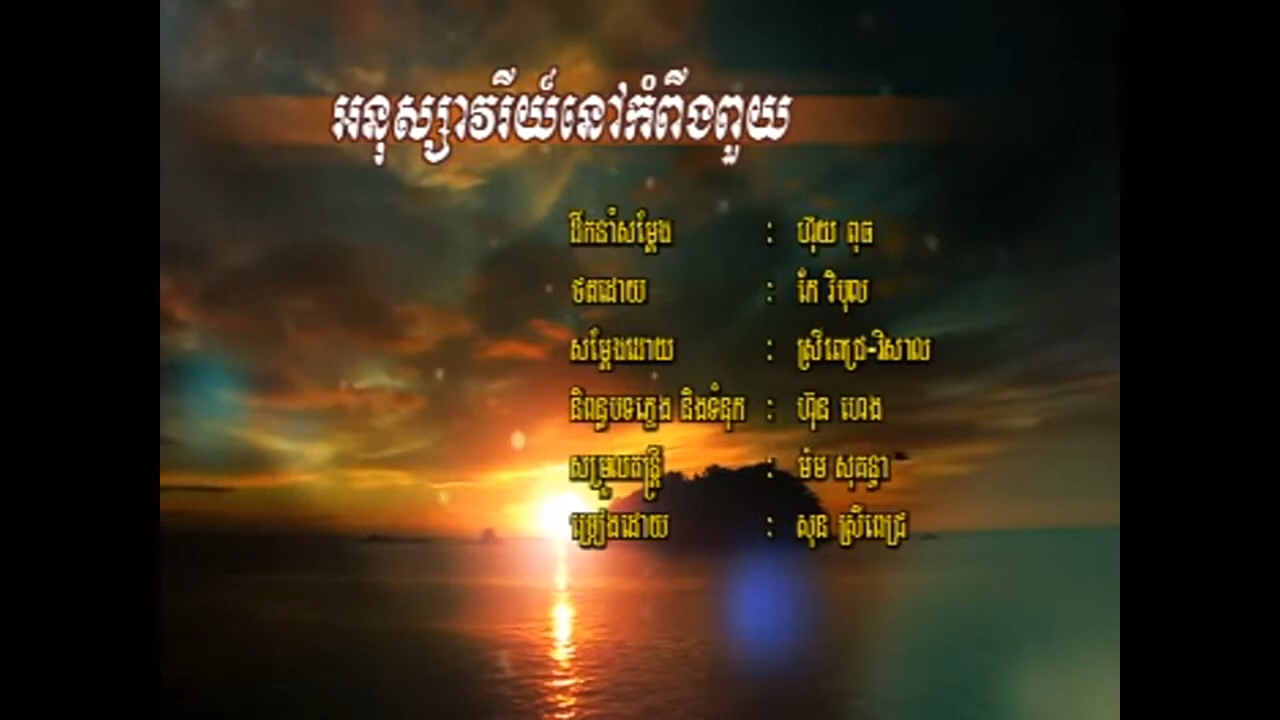 អនុស្សាវរីយ៍នៅកំពីងពួយ
ដឹកនាំសម្តែង : ហ៊ុយ ពុធ
ថតដោយ : កែ វិបុល
សម្តែងដោយ : ស្រីពេជ្រ-វិសាល
និពន្ធបទភ្លេង និងទំនុក : ហ៊ុន ហេង
សម្រួលតន្ត្រី : ម៉ម សុគន្ធា
ច្រៀងដោយ : សុន ស្រីពេជ្រ